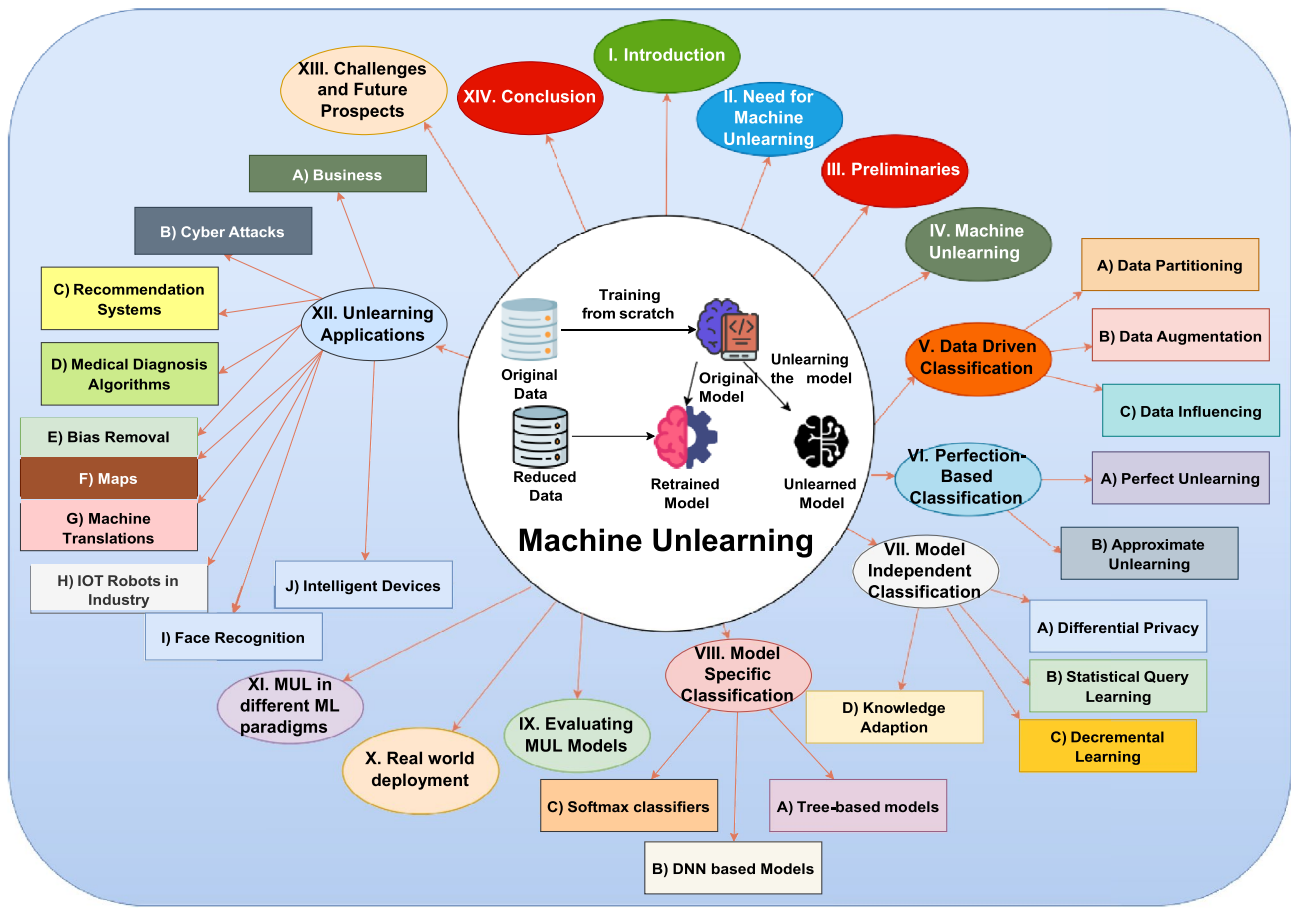 I. Introduction
II. Need for
Machine
Unlearning
III. Preliminaries
IV. Machine
Unlearning
V. Data Driven
Classification
A) Data Partitioning
B) Data Augmentation
C) Data Influencing
VI. Perfection-
Based
Classification
A) Perfect Unlearning
B) Approximate
Unlearning
VII. Model
Independent
Classification
A) Differential Privacy
B) Statistical Query
Learning
C) Decremental
Learning
D) Knowledge
Adaption
VIII. Model
Specific
Classification
A) Tree-based models
B) DNN based Models
C) Softmax classifiers
IX. Evaluating
MUL Models
X. Real world
deployment
XI. MUL in
different ML
paradigms
XII. Unlearning
Applications
A) Business
B) Cyber Attacks
C) Recommendation
Systems
D) Medical Diagnosis
Algorithms
E) Bias Removal
F) Maps
G) Machine
Translations
H) IOT Robots in
Industry
I) Face Recognition
J) Intelligent Devices
XIII. Challenges
and Future
Prospects
XIV. Conclusion
Training
from scratch
Original
Data
Original
Model
Unlearning
the model
Reduced
Data
Retrained
Model
Unlearned
Model
Machine Unlearning